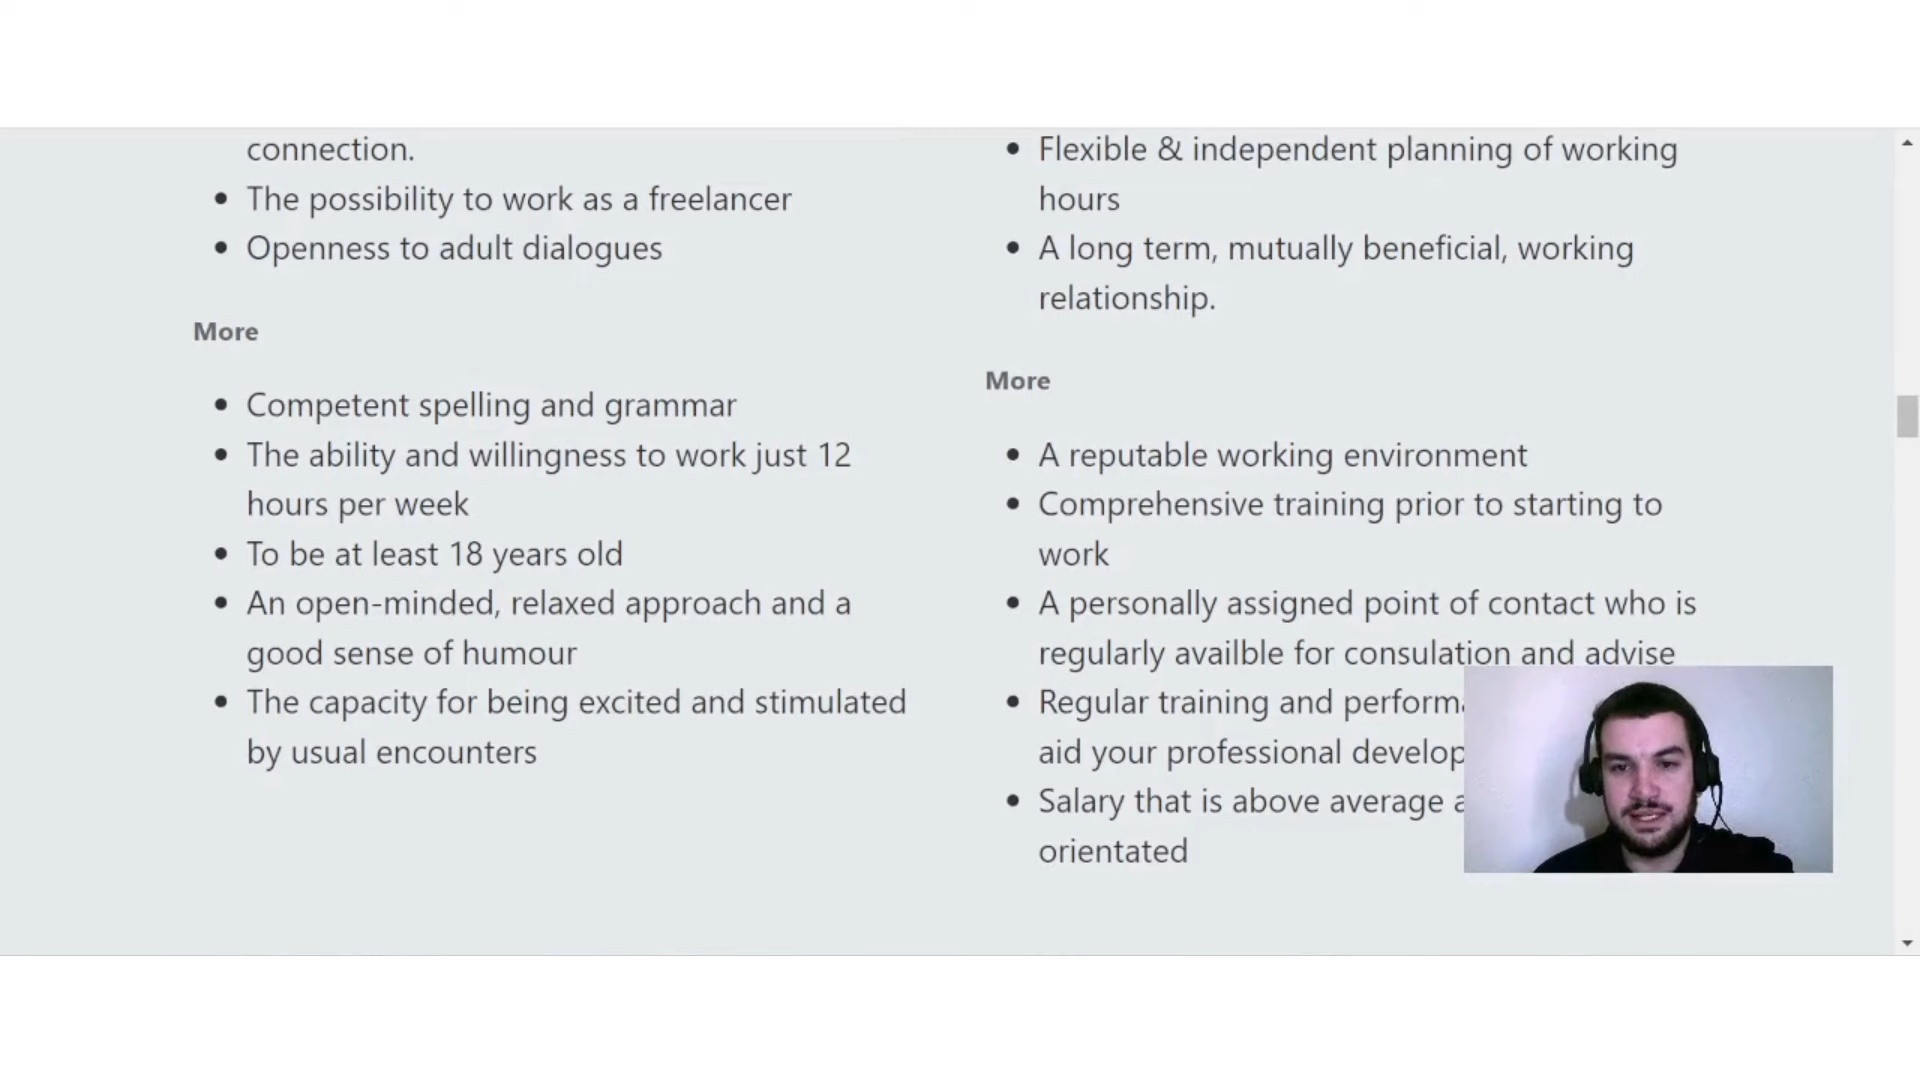 connection.
• The possibility to work as a freelancer
• Openness to adult dialogues
More
• Competent spelling and grammar
• The ability and willingness to work just 12
hours per week
• To be at least 18 years old
• An open-minded, relaxed approach and a
good sense of humour
• The capacity for being excited and stimulated
by usual encounters
• Flexible & independent planning of working
hours
• A long term, mutually beneficial, working
relationship.
More
• A reputable working environment
• Comprehensive training prior to starting to
work
• A personally assigned point of contact who is
regularly availble for consulation and advise
• Regular training and
aid your professional
• Salary that is above average
orientated